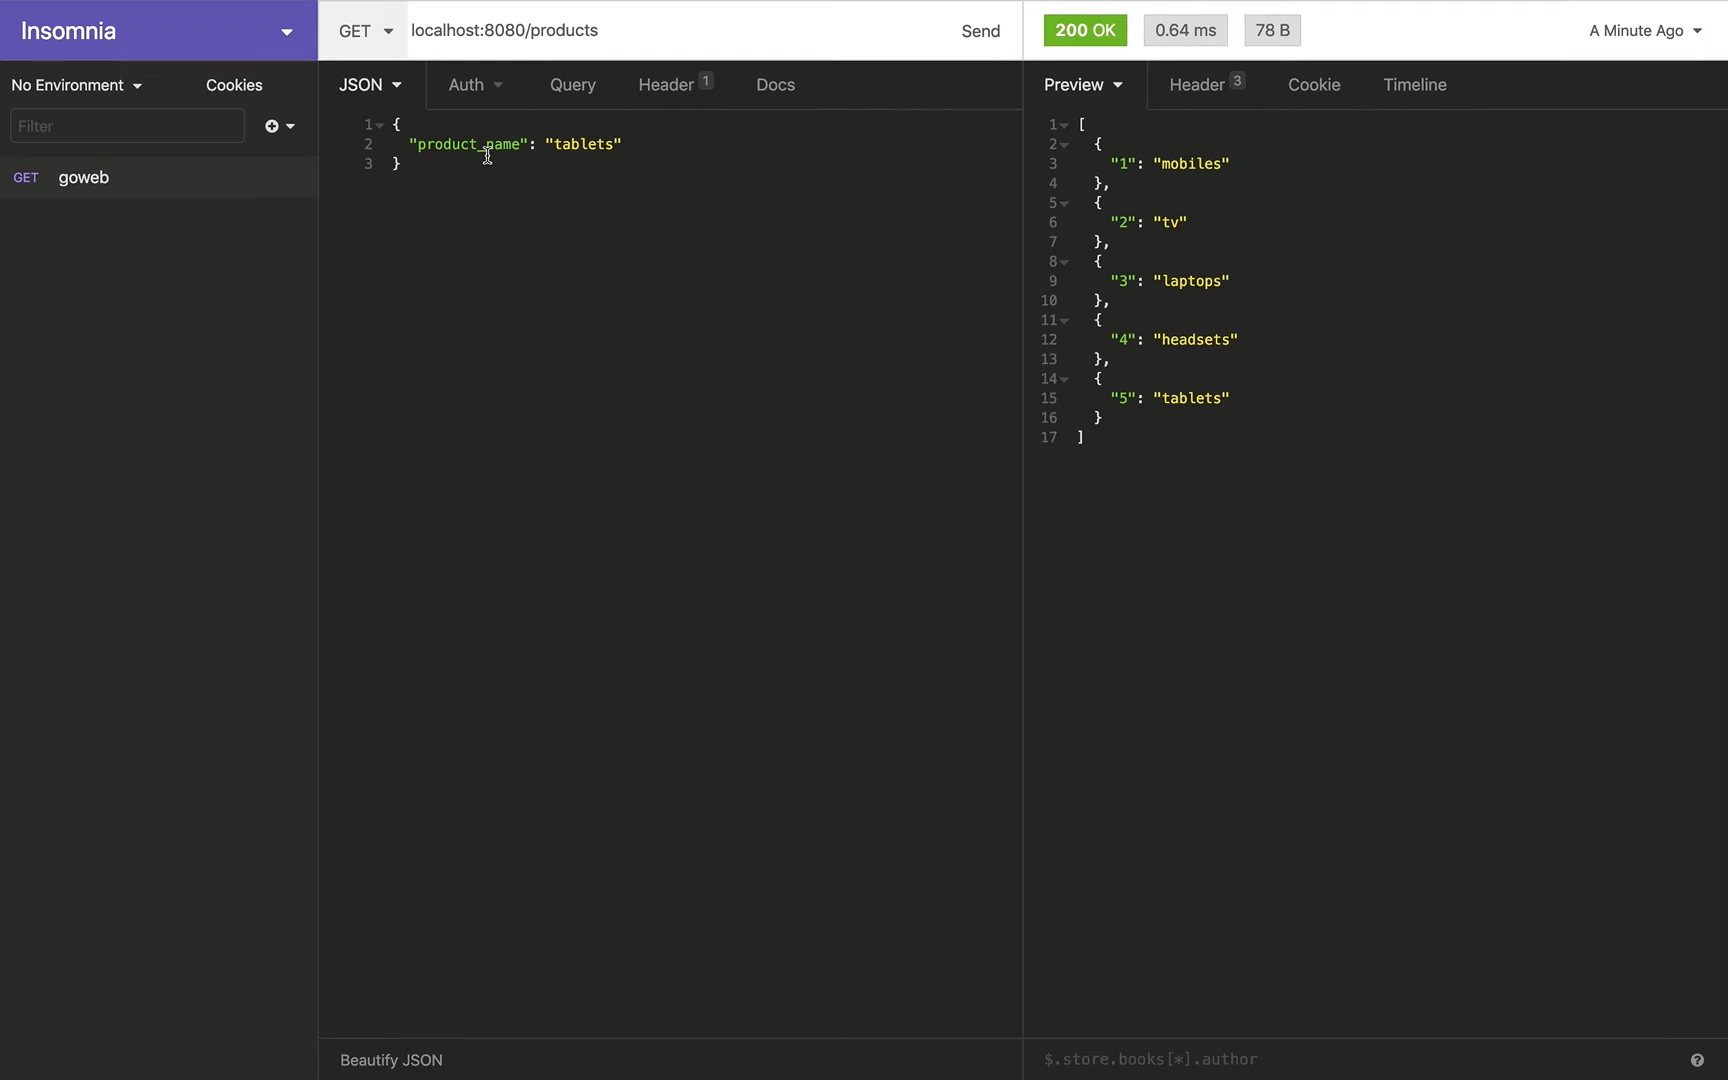 Insomnia
GET localhost:8080/products Send
200 OK 0.64 ms 78 B A Minute Ago
No Environment Cookies
JSON Auth Query Header 1 Docs
Preview Header 3 Cookie Timeline
Filter
GET goweb
1 {
2 "product_name": "tablets"
3 }
1 [
2 {
3 "1": "mobiles"
4 },
5 {
6 "2": "tv"
7 },
8 {
9 "3": "laptops"
10 },
11 {
12 "4": "headsets"
13 },
14 {
15 "5": "tablets"
16 }
17 ]
Beautify JSON
$.store.books[*].author